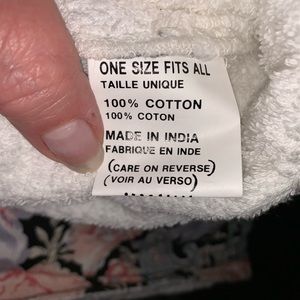 ONE SIZE FITS ALL
TAILLE UNIQUE
100% COTTON
100% COTON
MADE IN INDIA
FABRIQUE EN INDE
(CARE ON REVERSE)
(VOIR AU VERSO)